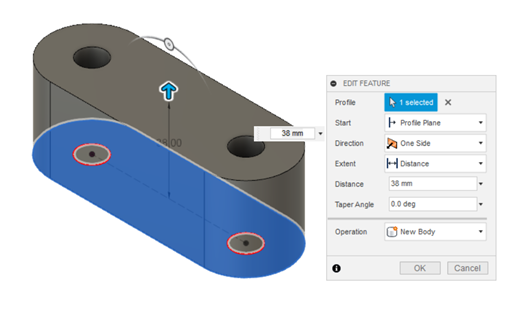 38 mm
38.00
EDIT FEATURE
Profile 1 selected
Start Profile Plane
Direction One Side
Extent Distance
Distance 38 mm
Taper Angle 0.0 deg
Operation New Body
OK Cancel